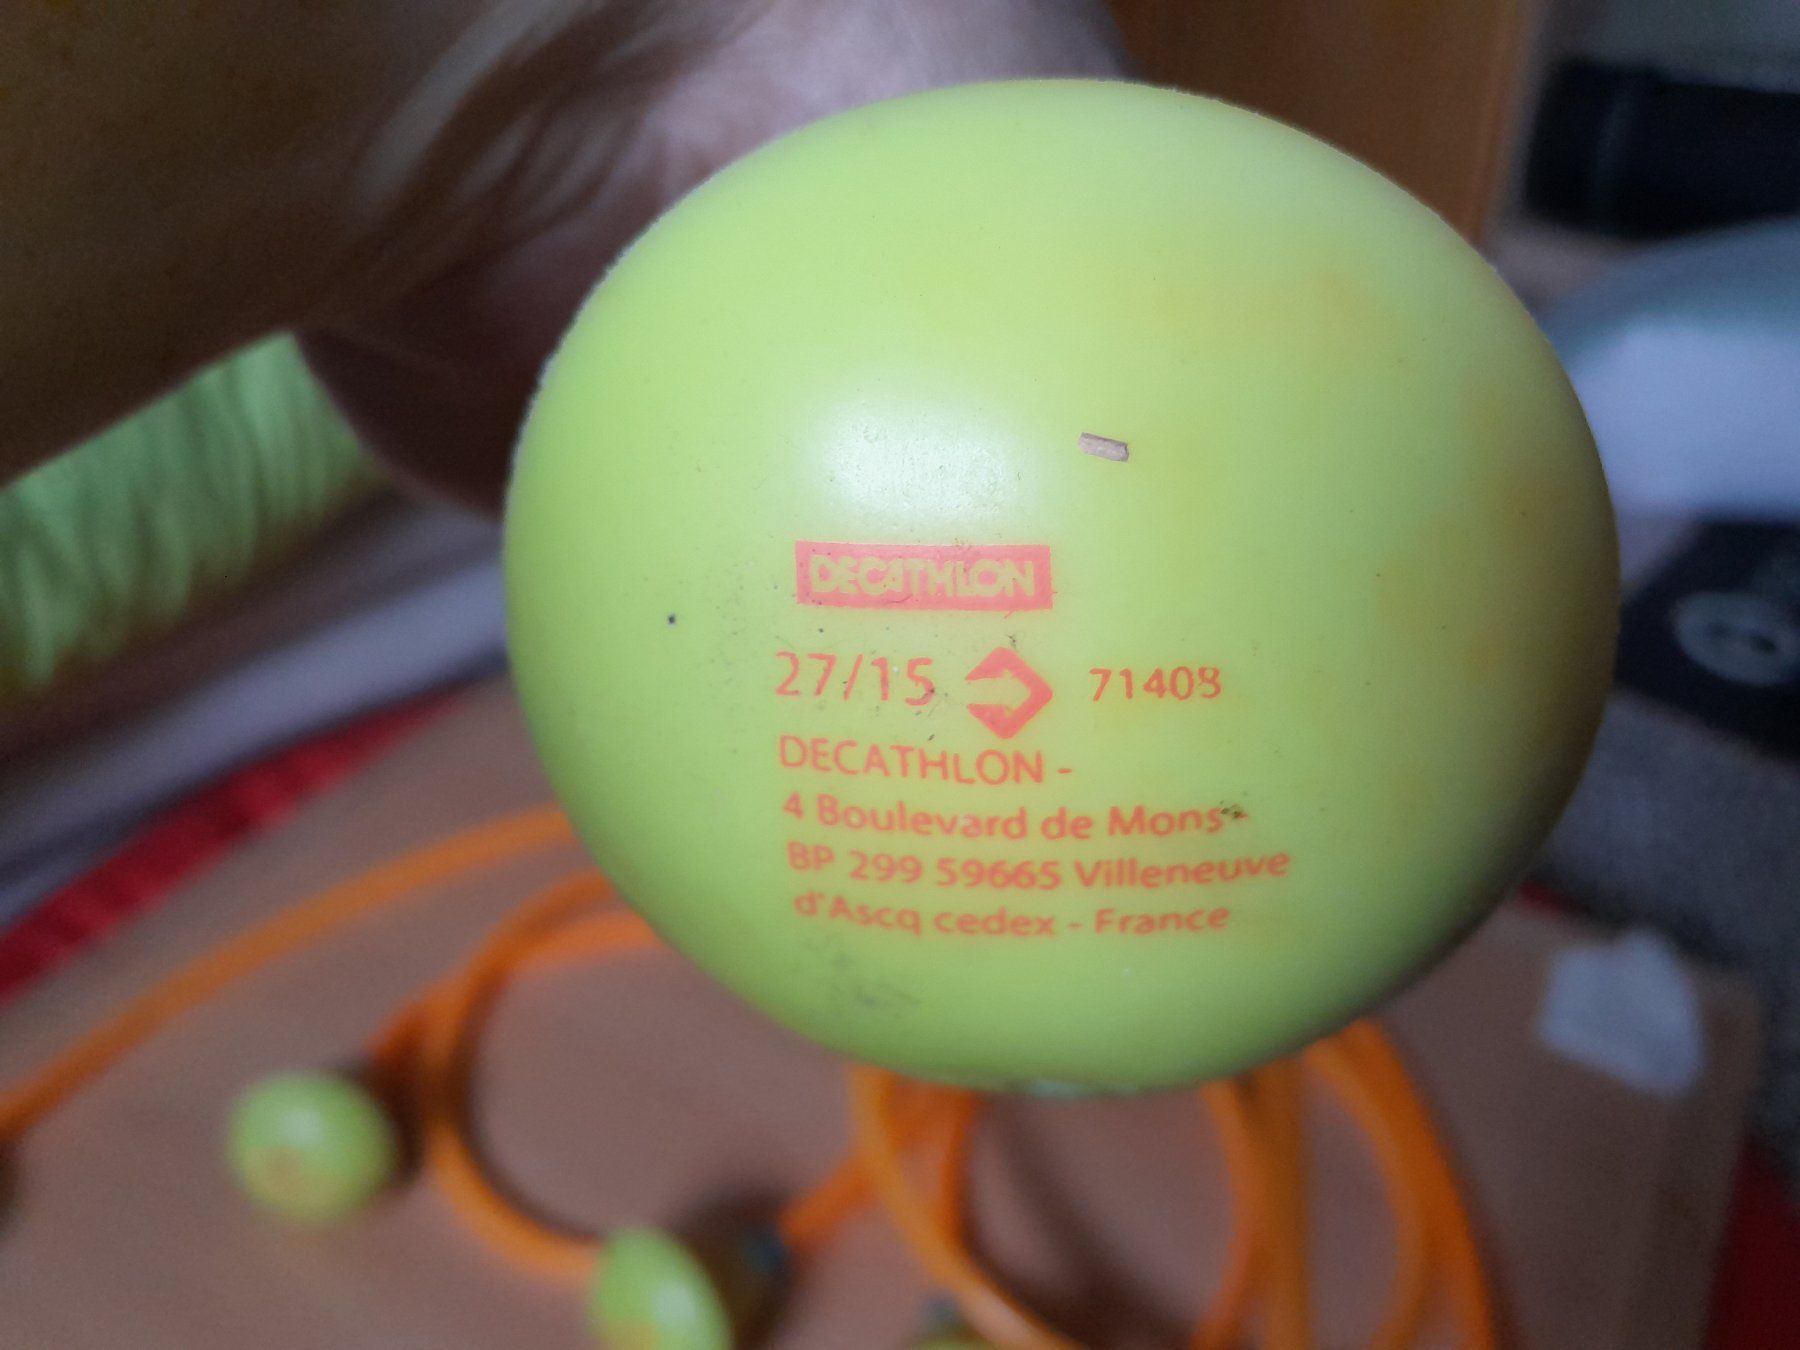 DECATHLON
27/15 71408
DECATHLON -
4 Boulevard de Mons -
BP 299 59665 Villeneuve
d'Ascq cedex - France